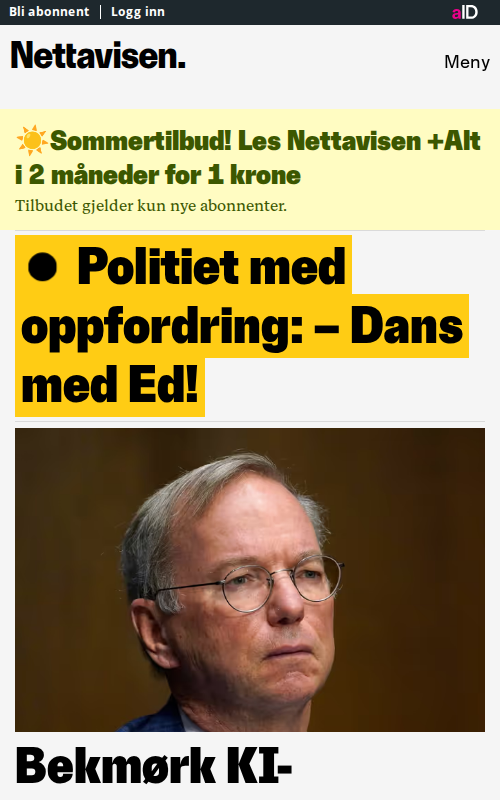 Bli abonnent | Logg inn
aID
Nettavisen.
Meny
☀️Sommertilbud! Les Nettavisen +Alt
i 2 måneder for 1 krone
Tilbudet gjelder kun nye abonnenter.
● Politiet med
oppfordring: – Dans
med Ed!
Bekmørk KI-